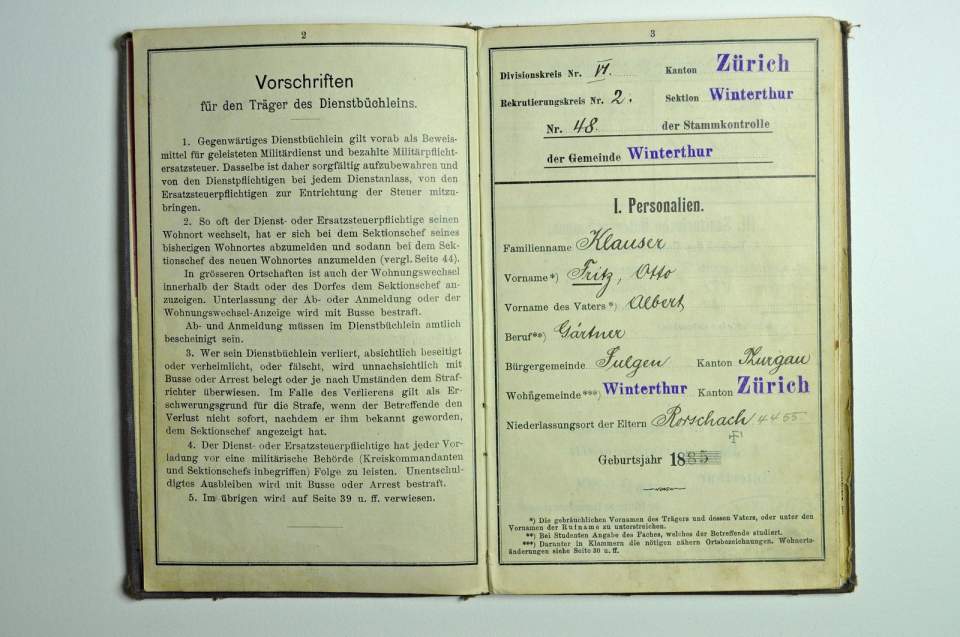 2
Vorschriften
für den Träger des Dienstbüchleins.
1. Gegenwärtiges Dienstbüchlein gilt vorab als Beweis-
mittel für geleisteten Militärdienst und bezahlte Militärpflicht-
ersatzsteuer. Dasselbe ist daher sorgfältig aufzubewahren und
von den Dienstpflichtigen bei jedem Dienstanlass, von den
Ersatzsteuerpflichtigen zur Entrichtung der Steuer mitzu-
bringen.
2. So oft der Dienst- oder Ersatzsteuerpflichtige seinen
Wohnort wechselt, hat er sich bei dem Sektionschef seines
bisherigen Wohnortes abzumelden und sodann bei dem Sek-
tionschef des neuen Wohnortes anzumelden (vergl. Seite 44).
In grösseren Ortschaften ist auch der Wohnungswechsel
innerhalb der Stadt oder des Dorfes dem Sektionschef an-
zuzeigen. Unterlassung der Ab- oder Anmeldung oder der
Wohnungswechsel-Anzeige wird mit Busse bestraft.
Ab- und Anmeldung müssen im Dienstbüchlein amtlich
bescheinigt sein.
3. Wer sein Dienstbüchlein verliert, absichtlich beseitigt
oder verheimlicht, oder fälscht, wird unnachsichtlich mit
Busse oder Arrest belegt oder je nach Umständen dem Straf-
richter überwiesen. Im Falle des Verlierens gilt als Er-
schwerungsgrund für die Strafe, wenn der Betreffende den
Verlust nicht sofort, nachdem er ihm bekannt geworden,
dem Sektionschef angezeigt hat.
4. Der Dienst- oder Ersatzsteuerpflichtige hat jeder Vor-
ladung vor eine militärische Behörde (Kreiskommandanten
und Sektionschefs inbegriffen) Folge zu leisten. Unentschul-
digtes Ausbleiben wird mit Busse oder Arrest bestraft.
5. Im übrigen wird auf Seite 39 u. ff. verwiesen.
3
Divisionskreis Nr. VI. Kanton Zürich
Rekrutierungskreis Nr. 2. Sektion Winterthur
Nr. 48. der Stammkontrolle
der Gemeinde Winterthur
I. Personalien.
Familienname Klauser
Vorname*) Fritz, Otto
Vorname des Vaters*) Albert
Beruf**) Gärtner
Bürgergemeinde Sulgen Kanton Thurgau
Wohngemeinde***) Winterthur Kanton Zürich
Niederlassungsort der Eltern Rorschach 4455
Geburtsjahr 1885
*) Die gebräuchlichen Vornamen des Trägers und dessen Vaters, oder unter den
Vornamen der Rufname zu unterstreichen.
**) Bei Studenten Angabe des Faches, welches der Betreffende studiert.
***) Darunter in Klammern die nötigen nähern Ortsbezeichnungen. Wohnorts-
änderungen siehe Seite 30 u. ff.